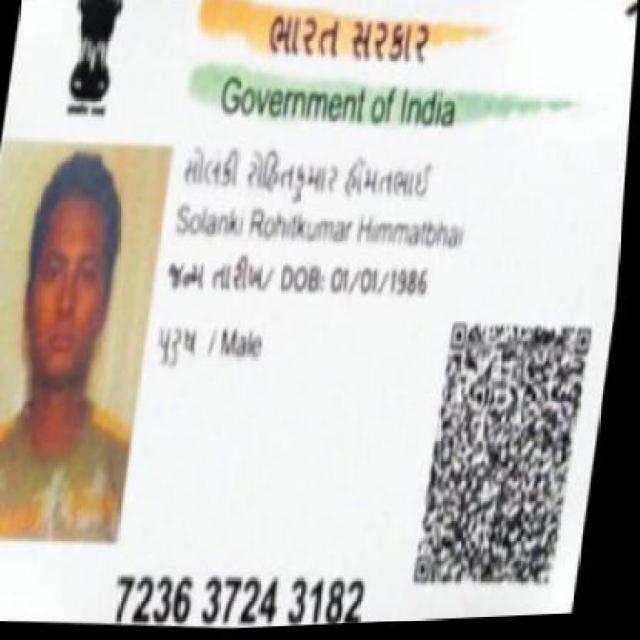 ભારત સરકાર
Government of India
સોલંકી રોહિતકુમાર હીંમતભાઈ
Solanki Rohitkumar Himmatbhai
જન્મ તારીખ/ DOB: 01/01/1986
પુરુષ / Male
7236 3724 3182